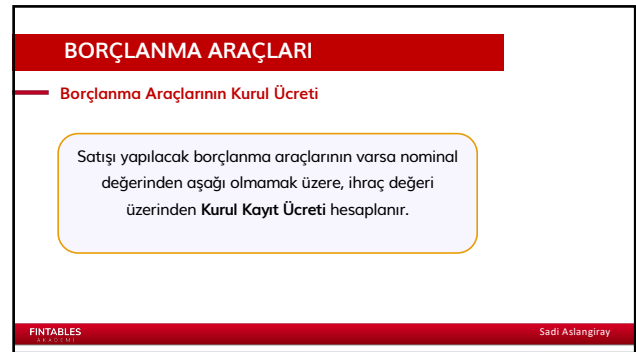 BORÇLANMA ARAÇLARI
Borçlanma Araçlarının Kurul Ücreti
Satışı yapılacak borçlanma araçlarının varsa nominal
değerinden aşağı olmamak üzere, ihraç değeri
üzerinden Kurul Kayıt Ücreti hesaplanır.
FINTABLES
AKADEMİ
Sadi Aslangiray